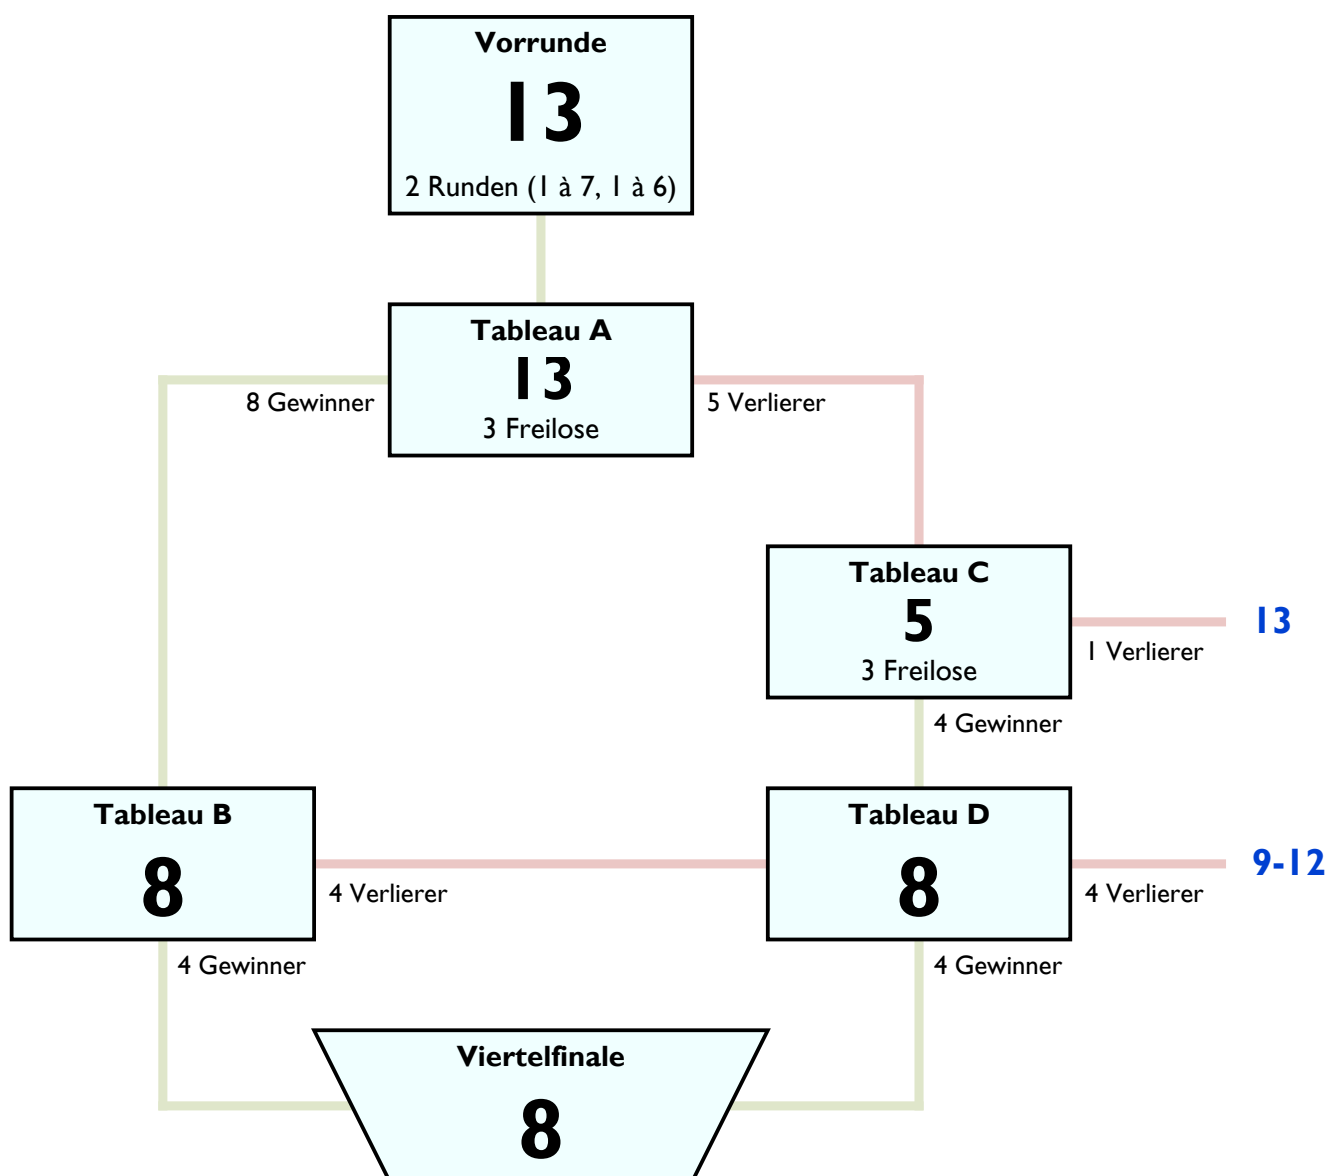 Vorrunde
13
2 Runden (1 à 7, 1 à 6)
Tableau A
13
3 Freilose
8 Gewinner
5 Verlierer
Tableau C
5
3 Freilose
13
1 Verlierer
4 Gewinner
Tableau B
8
4 Verlierer
4 Gewinner
Tableau D
8
9-12
4 Verlierer
4 Gewinner
Viertelfinale
8